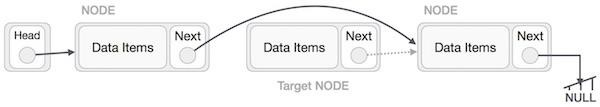 NODE
NODE
Head
Data Items
Next
Data Items
Next
Data Items
Next
Target NODE
NULL